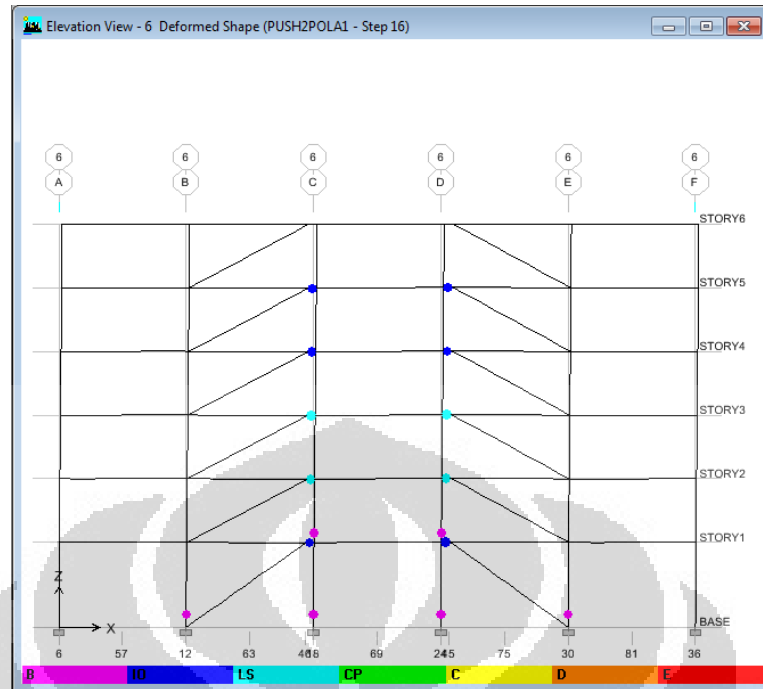 Elevation View - 6 Deformed Shape (PUSH2POLA1 - Step 16)
6 6 6 6 6 6
A B C D E F
STORY6
STORY5
STORY4
STORY3
STORY2
STORY1
Z
X
BASE
6 57 12 63 69 75 30 81 36
B IO LS CP C D E